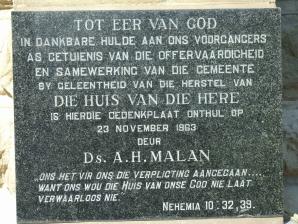 TOT EER VAN GOD
IN DANKBARE HULDE AAN ONS VOORGANGERS
AS GETUIENIS VAN DIE OFFERVAARDICHEID
EN SAMEWERKING VAN DIE GEMEENTE
BY GELEENTHEID VAN DIE HERSTEL VAN
DIE HUIS VAN DIE HERE
IS HIERDIE GEDENKPLAAT ONTHUL OP
23 NOVEMBER 1963
DEUR
Ds. A.H. MALAN
„ONS HET VIR ONS DIE VERPLIGTING AANGEGAAN....
WANT ONS WOU DIE HUIS VAN ONSE GOD NIE LAAT
VERWAARLOOS NIE.
NEHEMIA 10:32,39.